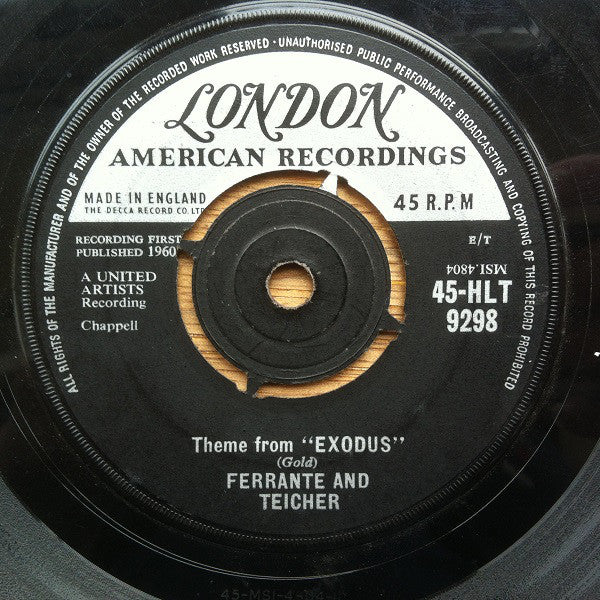 ALL RIGHTS OF THE MANUFACTURER AND OF THE OWNER OF THE RECORDED WORK RESERVED · UNAUTHORISED PUBLIC PERFORMANCE BROADCASTING AND COPYING OF THIS RECORD PROHIBITED
LONDON
AMERICAN RECORDINGS
MADE IN ENGLAND
THE DECCA RECORD CO. LTD
45 R.P.M
RECORDING FIRST
PUBLISHED 1960
E/T
A UNITED
ARTISTS
Recording
Chappell
MSI.4804
45-HLT
9298
Theme from "EXODUS"
(Gold)
FERRANTE AND
TEICHER